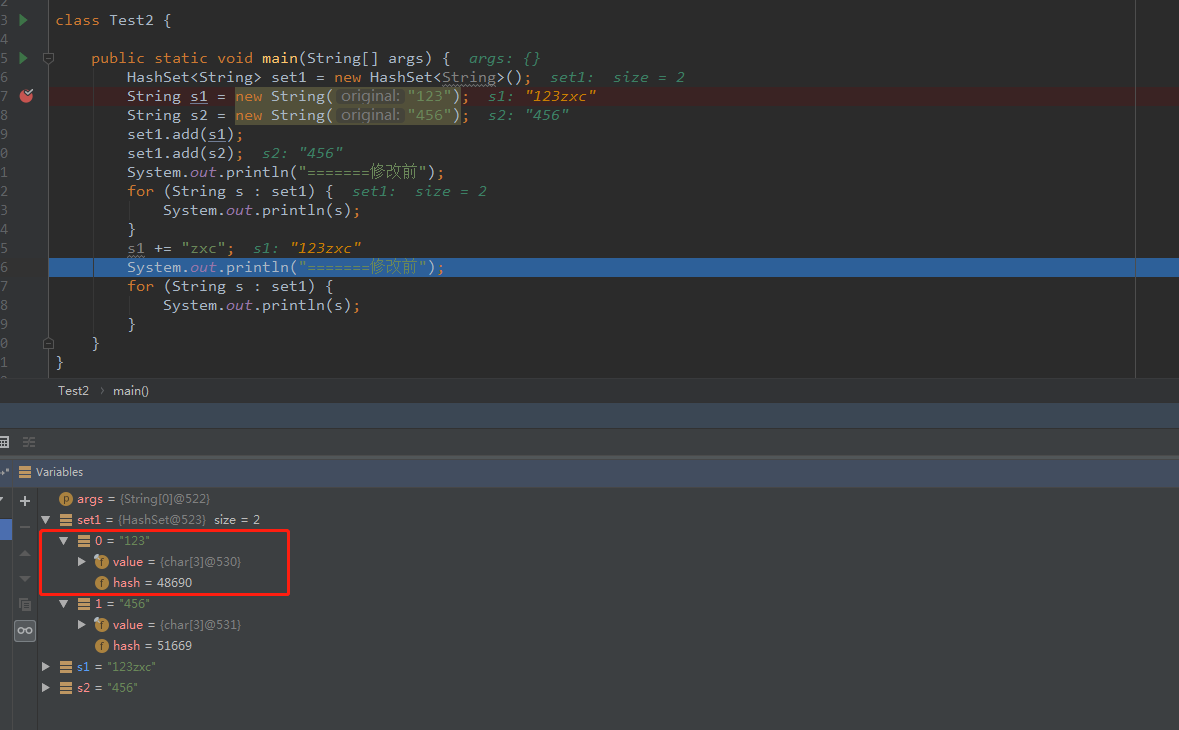 2
3 class Test2 {
4
5 public static void main(String[] args) { args: {}
6 HashSet<String> set1 = new HashSet<String>(); set1: size = 2
7 String s1 = new String( original: "123"); s1: "123zxc"
8 String s2 = new String( original: "456"); s2: "456"
9 set1.add(s1);
0 set1.add(s2); s2: "456"
1 System.out.println("=======修改前");
2 for (String s : set1) { set1: size = 2
3 System.out.println(s);
4 }
5 s1 += "zxc"; s1: "123zxc"
6 System.out.println("=======修改前");
7 for (String s : set1) {
8 System.out.println(s);
9 }
0 }
1 }
Test2 › main()
Variables
p args = {String[0]@522}
set1 = {HashSet@523} size = 2
0 = "123"
f value = {char[3]@530}
f hash = 48690
1 = "456"
f value = {char[3]@531}
f hash = 51669
s1 = "123zxc"
s2 = "456"